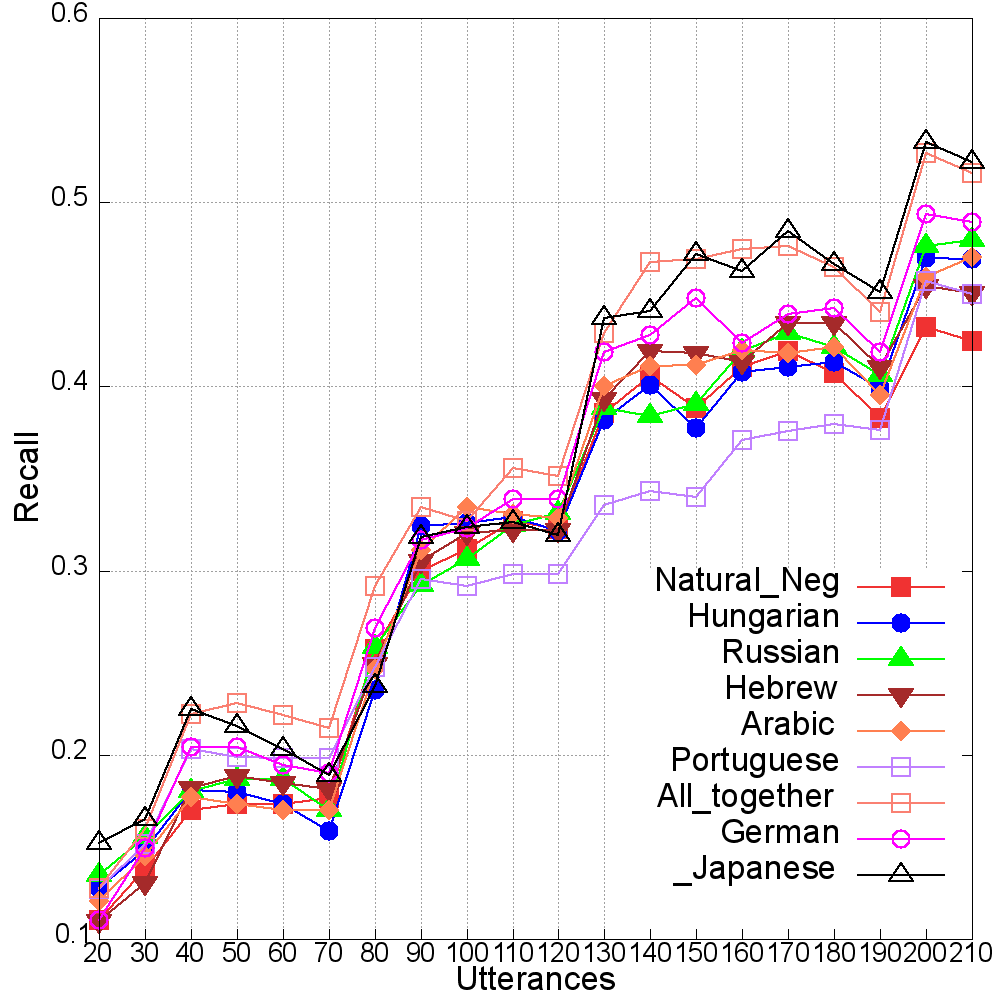 0.6
0.5
0.4
0.3
0.2
0.1
Recall
Natural_Neg
Hungarian
Russian
Hebrew
Arabic
Portuguese
All_together
German
_Japanese
20 30 40 50 60 70 80 90 100 110 120 130 140 150 160 170 180 190 200 210
Utterances